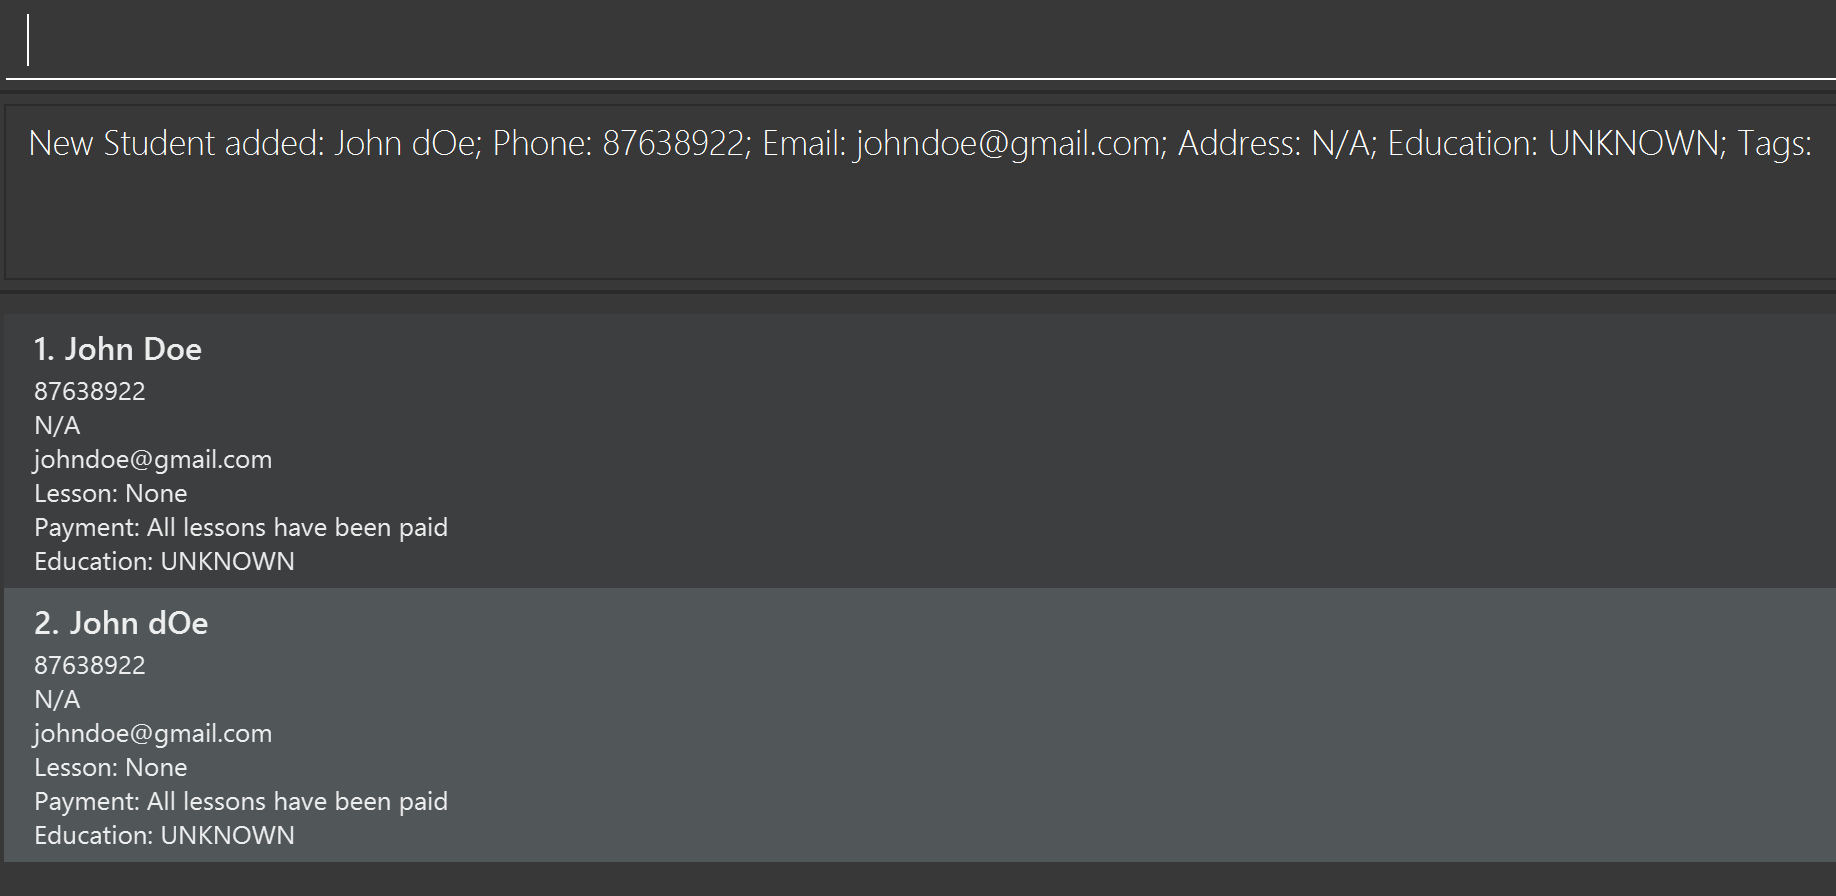 New Student added: John dOe; Phone: 87638922; Email: johndoe@gmail.com; Address: N/A; Education: UNKNOWN; Tags:
1. John Doe
87638922
N/A
johndoe@gmail.com
Lesson: None
Payment: All lessons have been paid
Education: UNKNOWN
2. John dOe
87638922
N/A
johndoe@gmail.com
Lesson: None
Payment: All lessons have been paid
Education: UNKNOWN